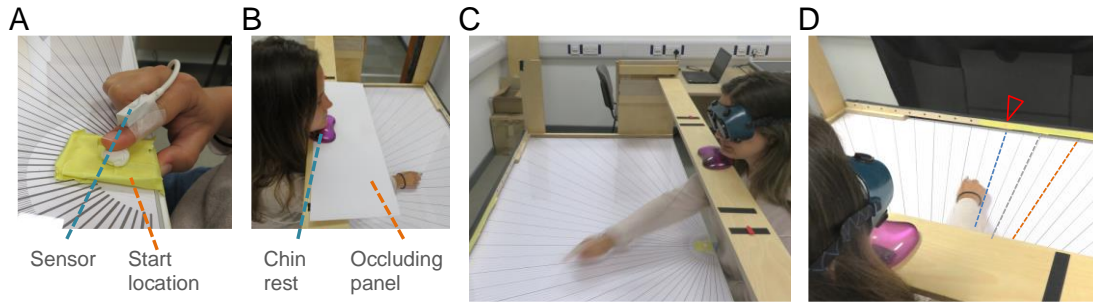 A
B
C
D
Sensor
Start
location
Chin
rest
Occluding
panel